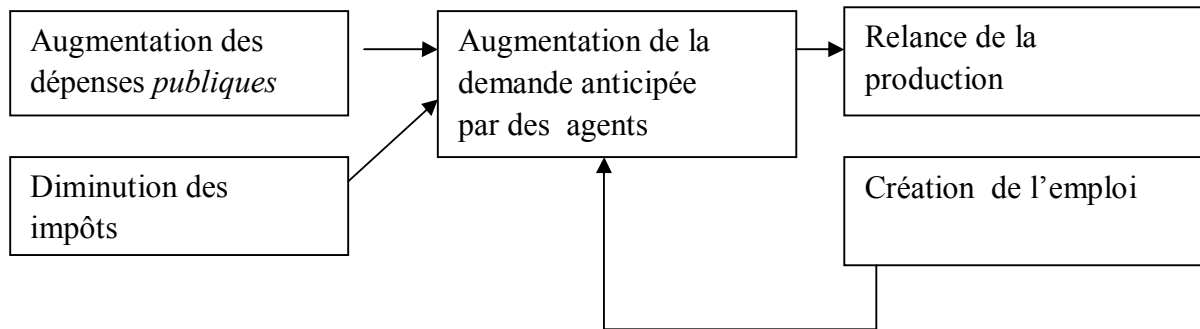 Augmentation des
dépenses publiques
Augmentation de la
demande anticipée
par des agents
Relance de la
production
Diminution des
impôts
Création de l’emploi